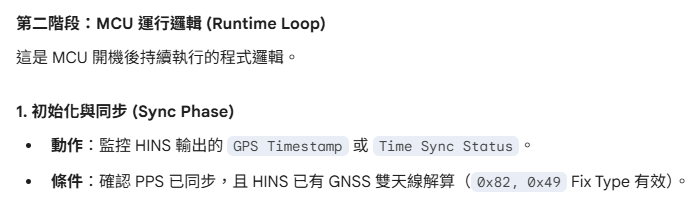 第二階段：MCU 運行邏輯 (Runtime Loop)
這是 MCU 開機後持續執行的程式邏輯。
1. 初始化與同步 (Sync Phase)
• 動作：監控 HINS 輸出的 GPS Timestamp 或 Time Sync Status。
• 條件：確認 PPS 已同步，且 HINS 已有 GNSS 雙天線解算（0x82, 0x49 Fix Type 有效）。